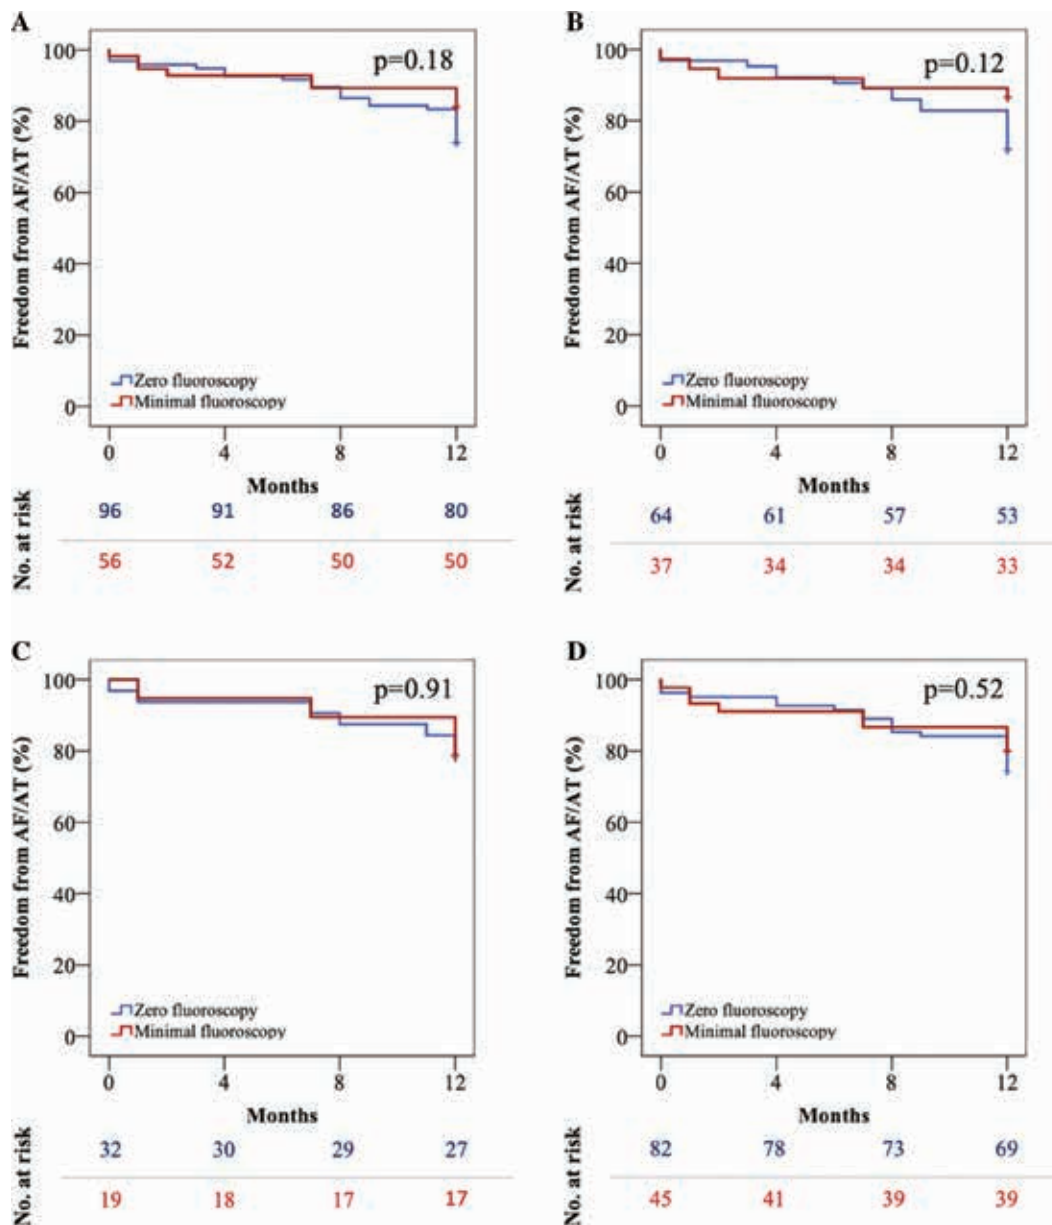 A
Freedom from AF/AT (%)
100
80
60
40
20
0
p=0.18
Zero fluoroscopy
Minimal fluoroscopy
0 4 8 12
Months
No. at risk
96 91 86 80
56 52 50 50
B
Freedom from AF/AT (%)
100
80
60
40
20
0
p=0.12
Zero fluoroscopy
Minimal fluoroscopy
0 4 8 12
Months
No. at risk
64 61 57 53
37 34 34 33
C
Freedom from AF/AT (%)
100
80
60
40
20
0
p=0.91
Zero fluoroscopy
Minimal fluoroscopy
0 4 8 12
Months
No. at risk
32 30 29 27
19 18 17 17
D
Freedom from AF/AT (%)
100
80
60
40
20
0
p=0.52
Zero fluoroscopy
Minimal fluoroscopy
0 4 8 12
Months
No. at risk
82 78 73 69
45 41 39 39